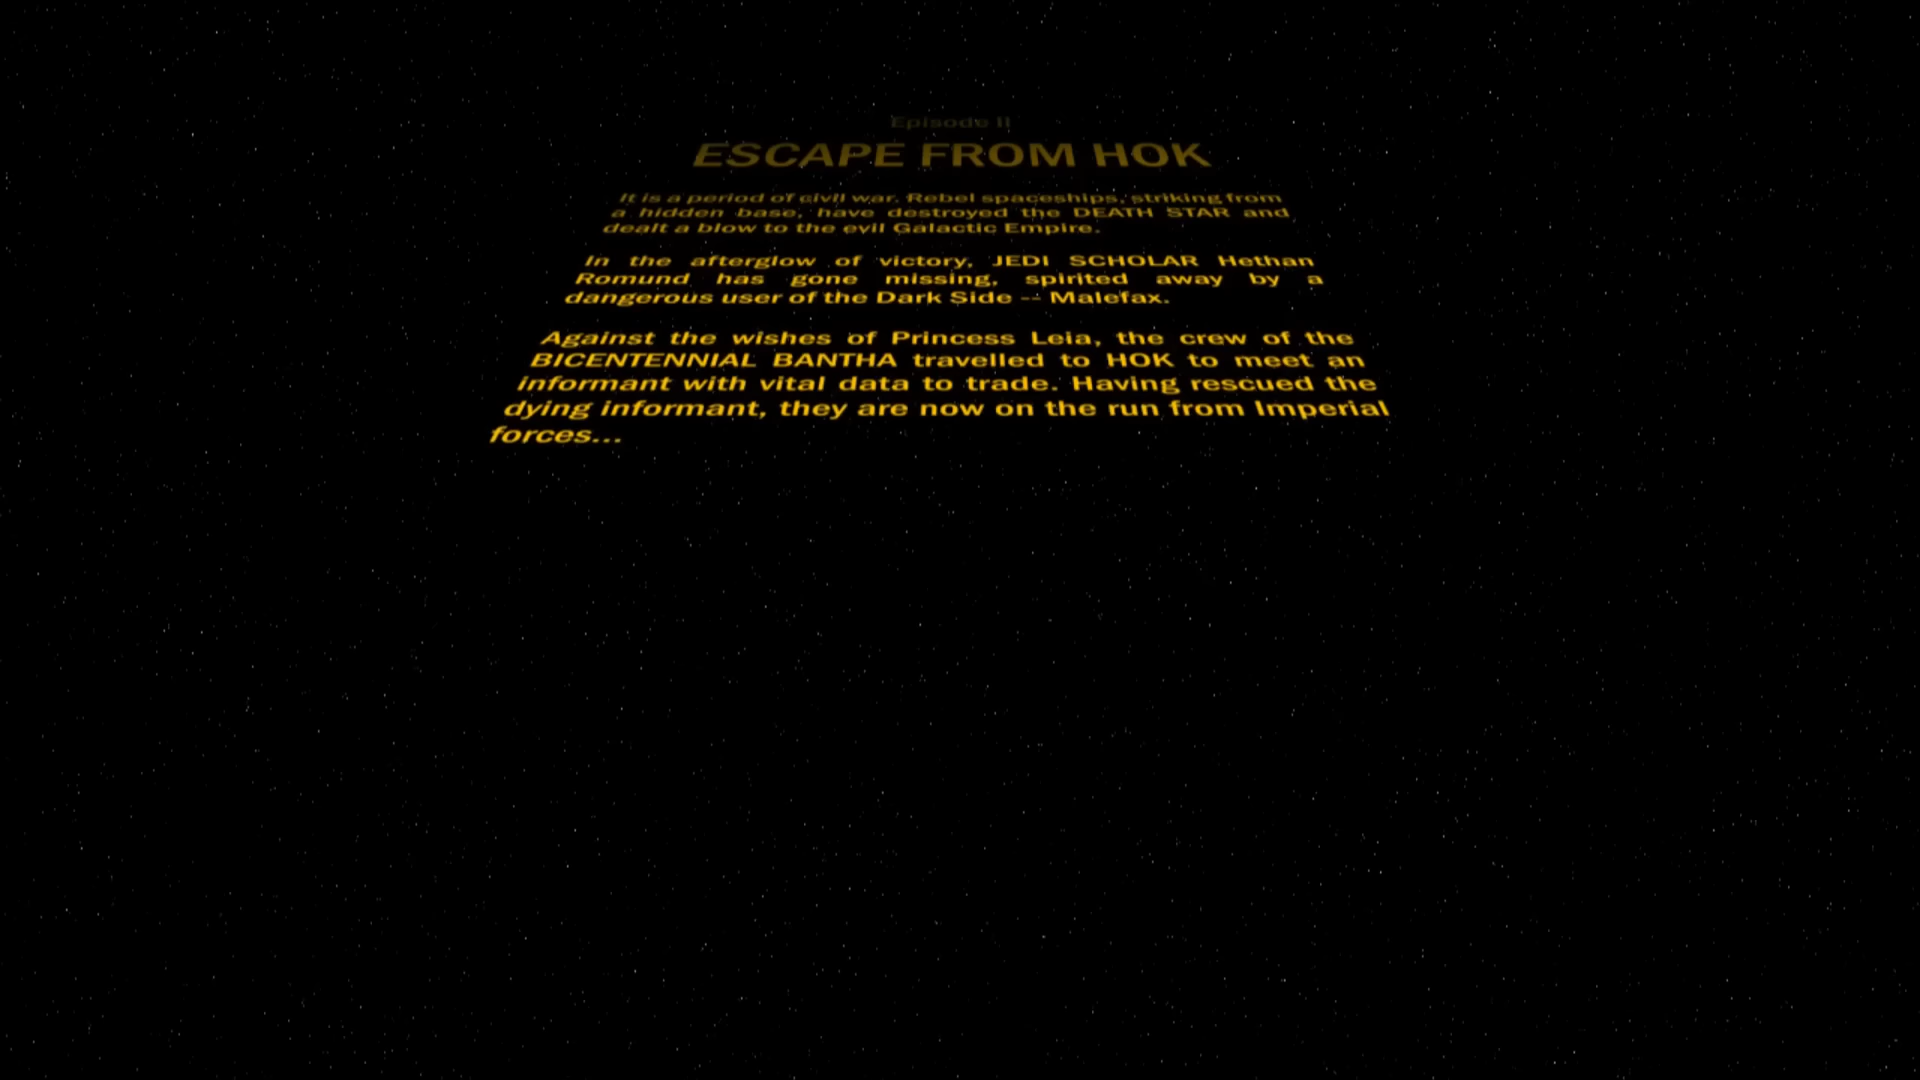 Episode II
ESCAPE FROM HOK
It is a period of civil war. Rebel spaceships, striking from
a hidden base, have destroyed the DEATH STAR and
dealt a blow to the evil Galactic Empire.
In the afterglow of victory, JEDI SCHOLAR Hethan
Romund has gone missing, spirited away by a
dangerous user of the Dark Side -- Malefax.
Against the wishes of Princess Leia, the crew of the
BICENTENNIAL BANTHA travelled to HOK to meet an
informant with vital data to trade. Having rescued the
dying informant, they are now on the run from Imperial
forces...